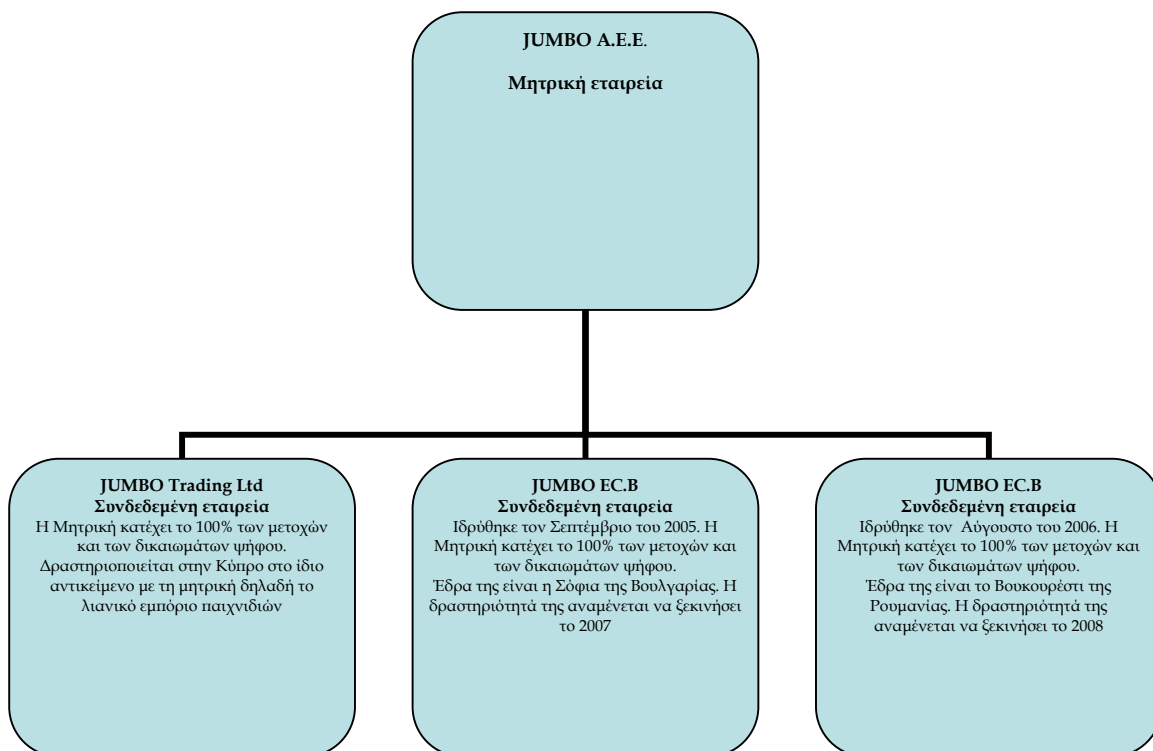 JUMBO Α.Ε.Ε.
Μητρική εταιρεία
JUMBO Trading Ltd
Συνδεδεμένη εταιρεία
Η Μητρική κατέχει το 100% των μετοχών
και των δικαιωμάτων ψήφου.
Δραστηριοποιείται στην Κύπρο στο ίδιο
αντικείμενο με τη μητρική δηλαδή το
λιανικό εμπόριο παιχνιδιών
JUMBO EC.B
Συνδεδεμένη εταιρεία
Ιδρύθηκε τον Σεπτέμβριο του 2005. Η
Μητρική κατέχει το 100% των μετοχών και
των δικαιωμάτων ψήφου.
Έδρα της είναι η Σόφια της Βουλγαρίας. Η
δραστηριότητά της αναμένεται να ξεκινήσει
το 2007
JUMBO EC.B
Συνδεδεμένη εταιρεία
Ιδρύθηκε τον Αύγουστο του 2006. Η
Μητρική κατέχει το 100% των μετοχών και
των δικαιωμάτων ψήφου.
Έδρα της είναι το Βουκουρέστι της
Ρουμανίας. Η δραστηριότητά της
αναμένεται να ξεκινήσει το 2008